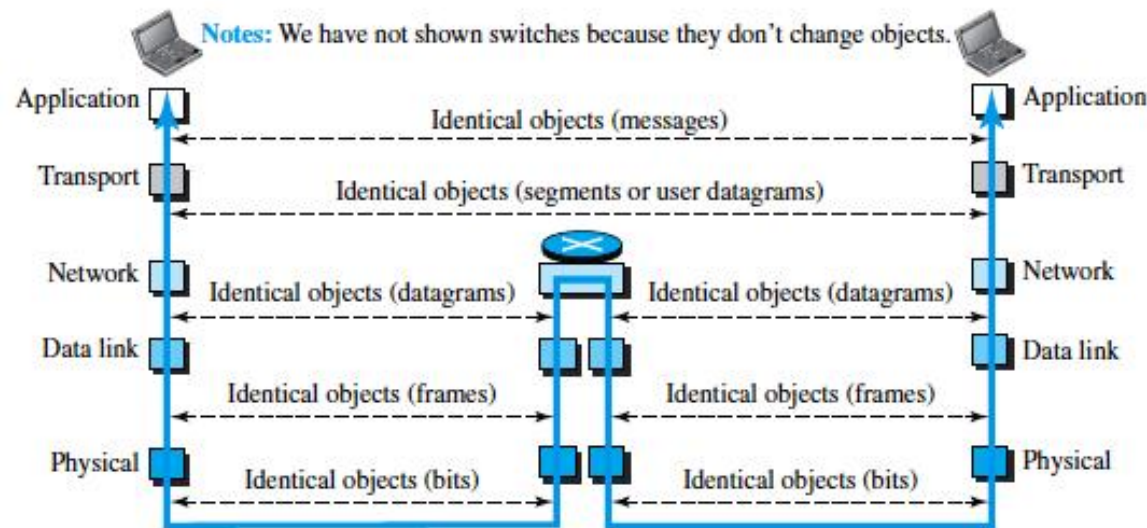 Notes: We have not shown switches because they don't change objects.
Application
Application
Identical objects (messages)
Transport
Transport
Identical objects (segments or user datagrams)
Network
Network
Identical objects (datagrams)
Identical objects (datagrams)
Data link
Data link
Identical objects (frames)
Identical objects (frames)
Physical
Physical
Identical objects (bits)
Identical objects (bits)